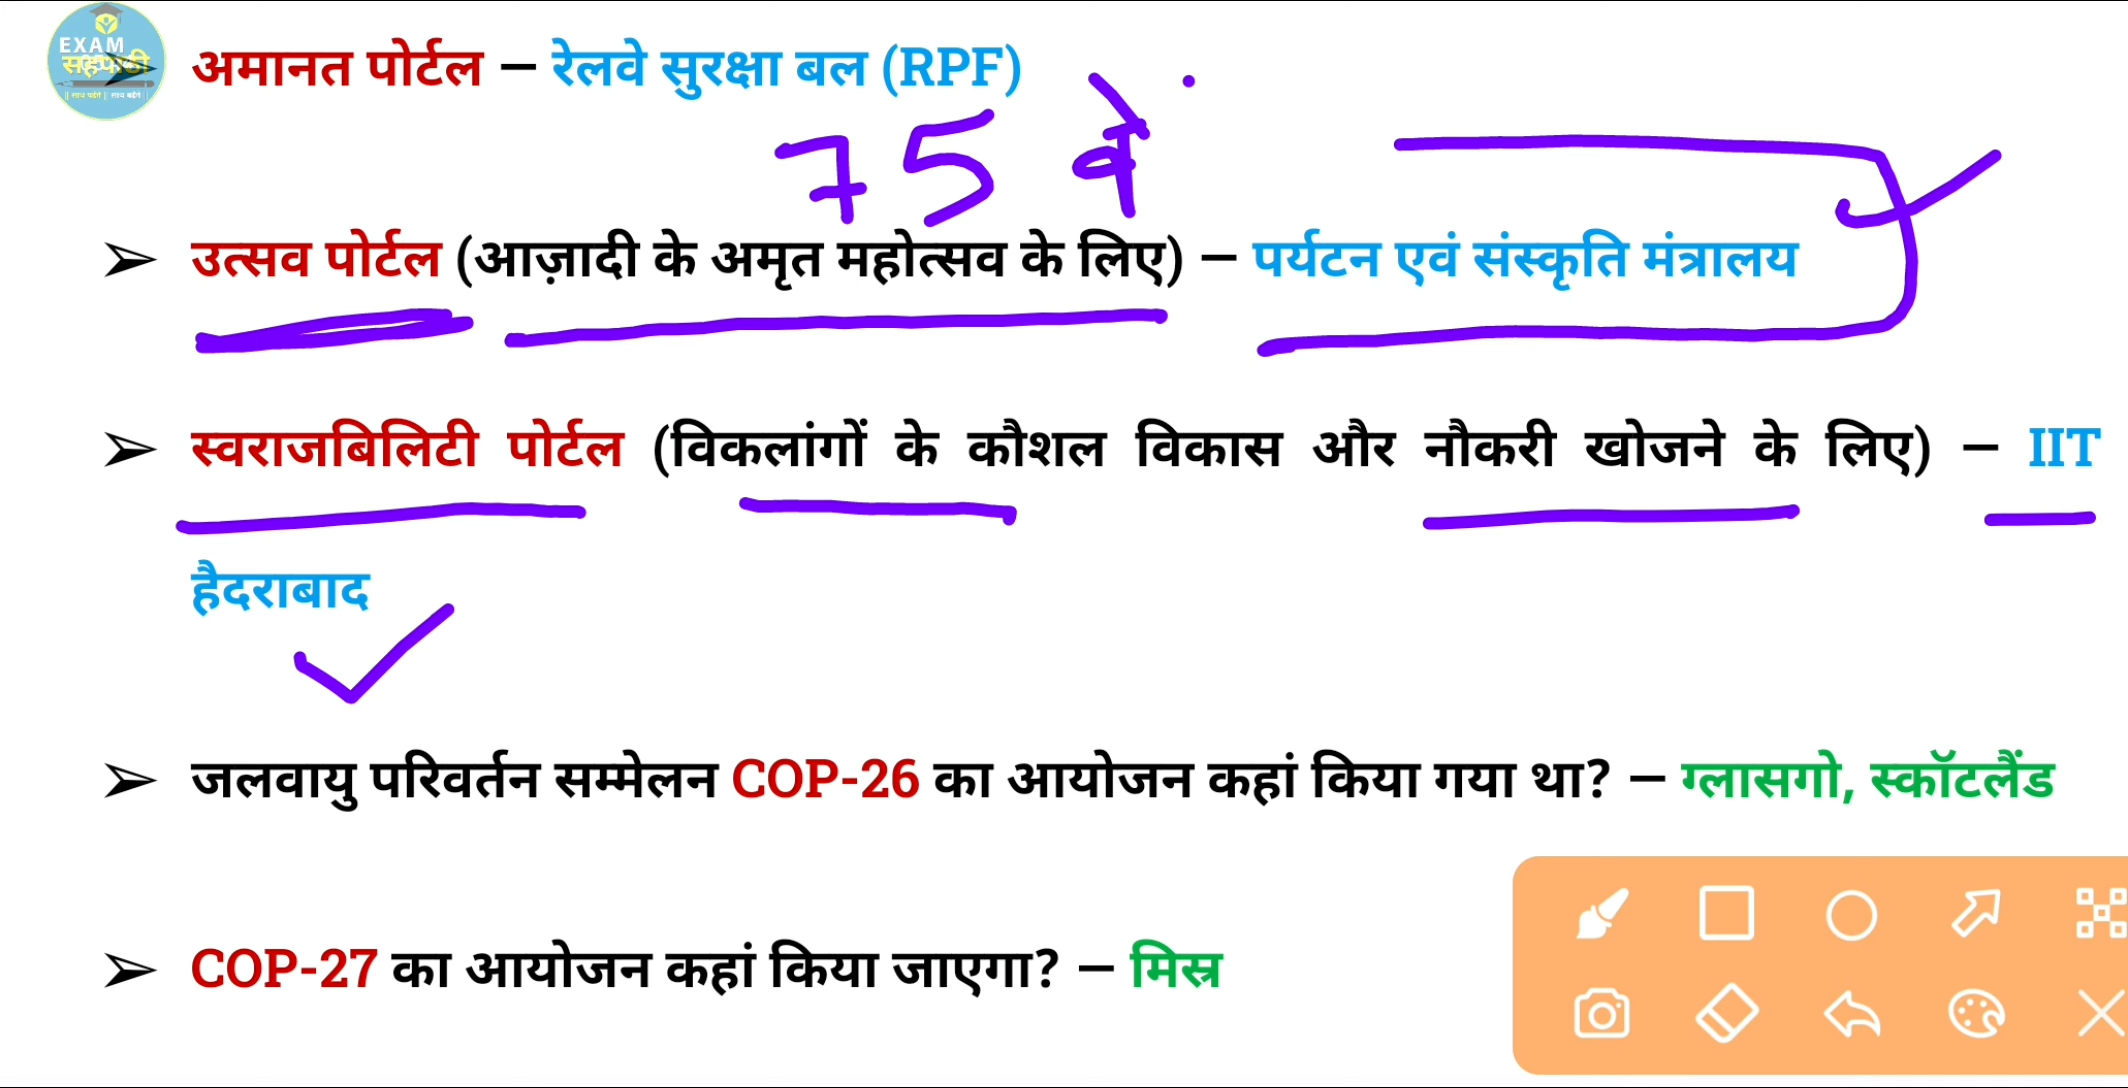 EXAM
सहपाठी
अमानत पोर्टल – रेलवे सुरक्षा बल (RPF)
75 वे
➢ उत्सव पोर्टल (आज़ादी के अमृत महोत्सव के लिए) – पर्यटन एवं संस्कृति मंत्रालय
➢ स्वराजबिलिटी पोर्टल (विकलांगों के कौशल विकास और नौकरी खोजने के लिए) – IIT
हैदराबाद
➢ जलवायु परिवर्तन सम्मेलन COP-26 का आयोजन कहां किया गया था? – ग्लासगो, स्कॉटलैंड
➢ COP-27 का आयोजन कहां किया जाएगा? – मिस्र